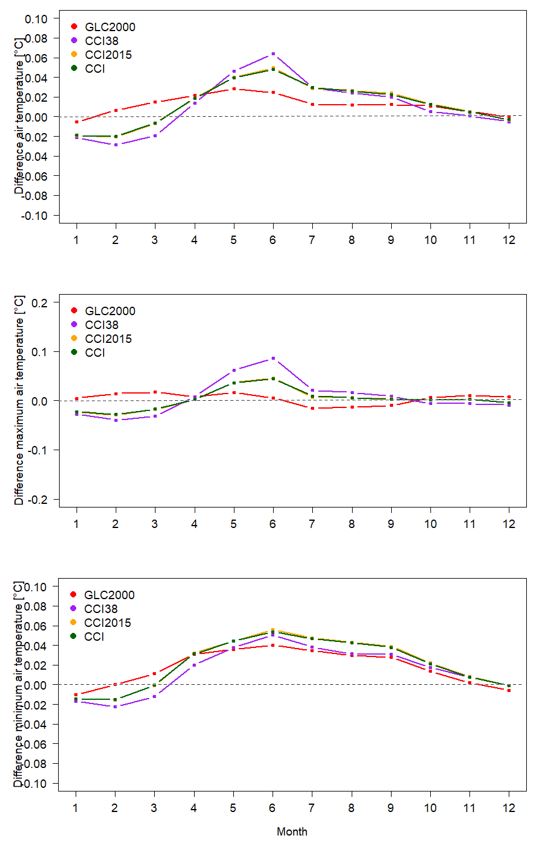 Difference air temperature [°C]
0.10
0.08
0.06
0.04
0.02
0.00
-0.02
-0.04
-0.06
-0.08
-0.10
GLC2000
CCI38
CCI2015
CCI
1 2 3 4 5 6 7 8 9 10 11 12
Difference maximum air temperature [°C]
0.2
0.1
0.0
-0.1
-0.2
GLC2000
CCI38
CCI2015
CCI
1 2 3 4 5 6 7 8 9 10 11 12
Difference minimum air temperature [°C]
0.10
0.08
0.06
0.04
0.02
0.00
-0.02
-0.04
-0.06
-0.08
-0.10
GLC2000
CCI38
CCI2015
CCI
1 2 3 4 5 6 7 8 9 10 11 12
Month